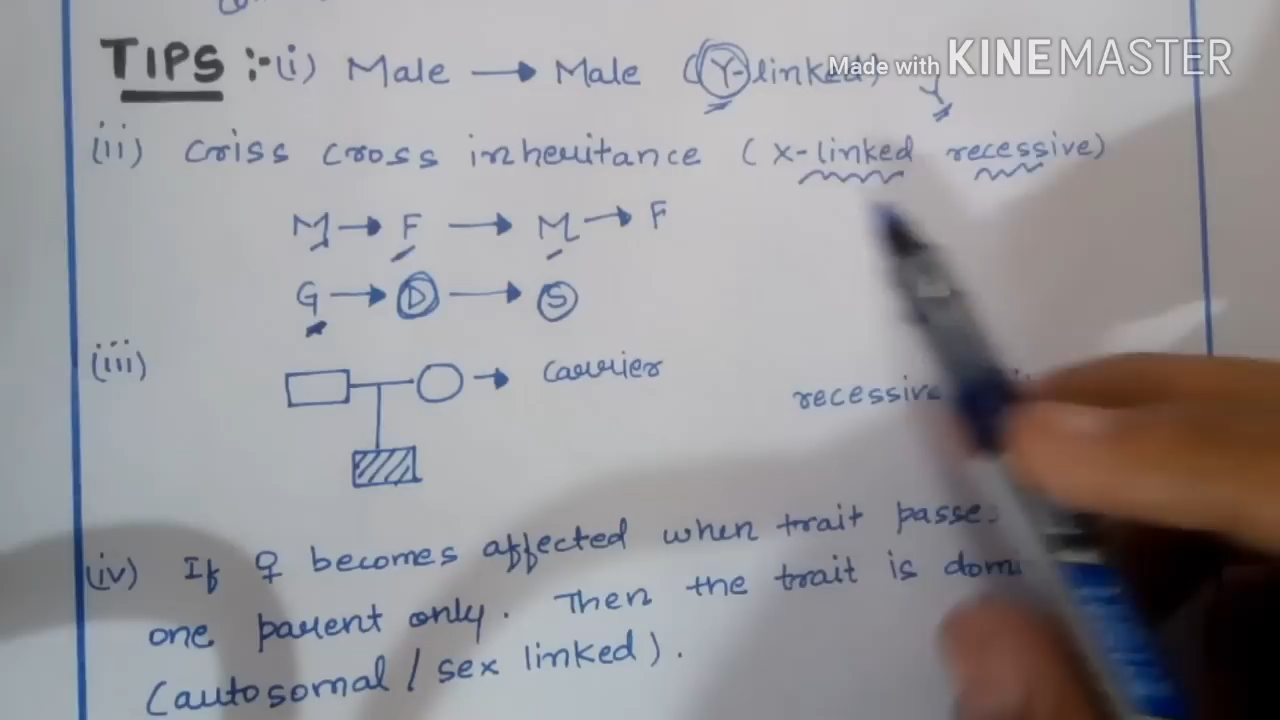 TIPS :- (i) Male → Male (Y-linked) Y
Made with KINEMASTER
(ii) Criss cross inheritance (X-linked recessive)
M → F → M → F
G → D → S
(iii) → Carrier
recessive
(iv) If ♀ becomes affected when trait passe
one parent only. Then the trait is dom
(autosomal / sex linked).